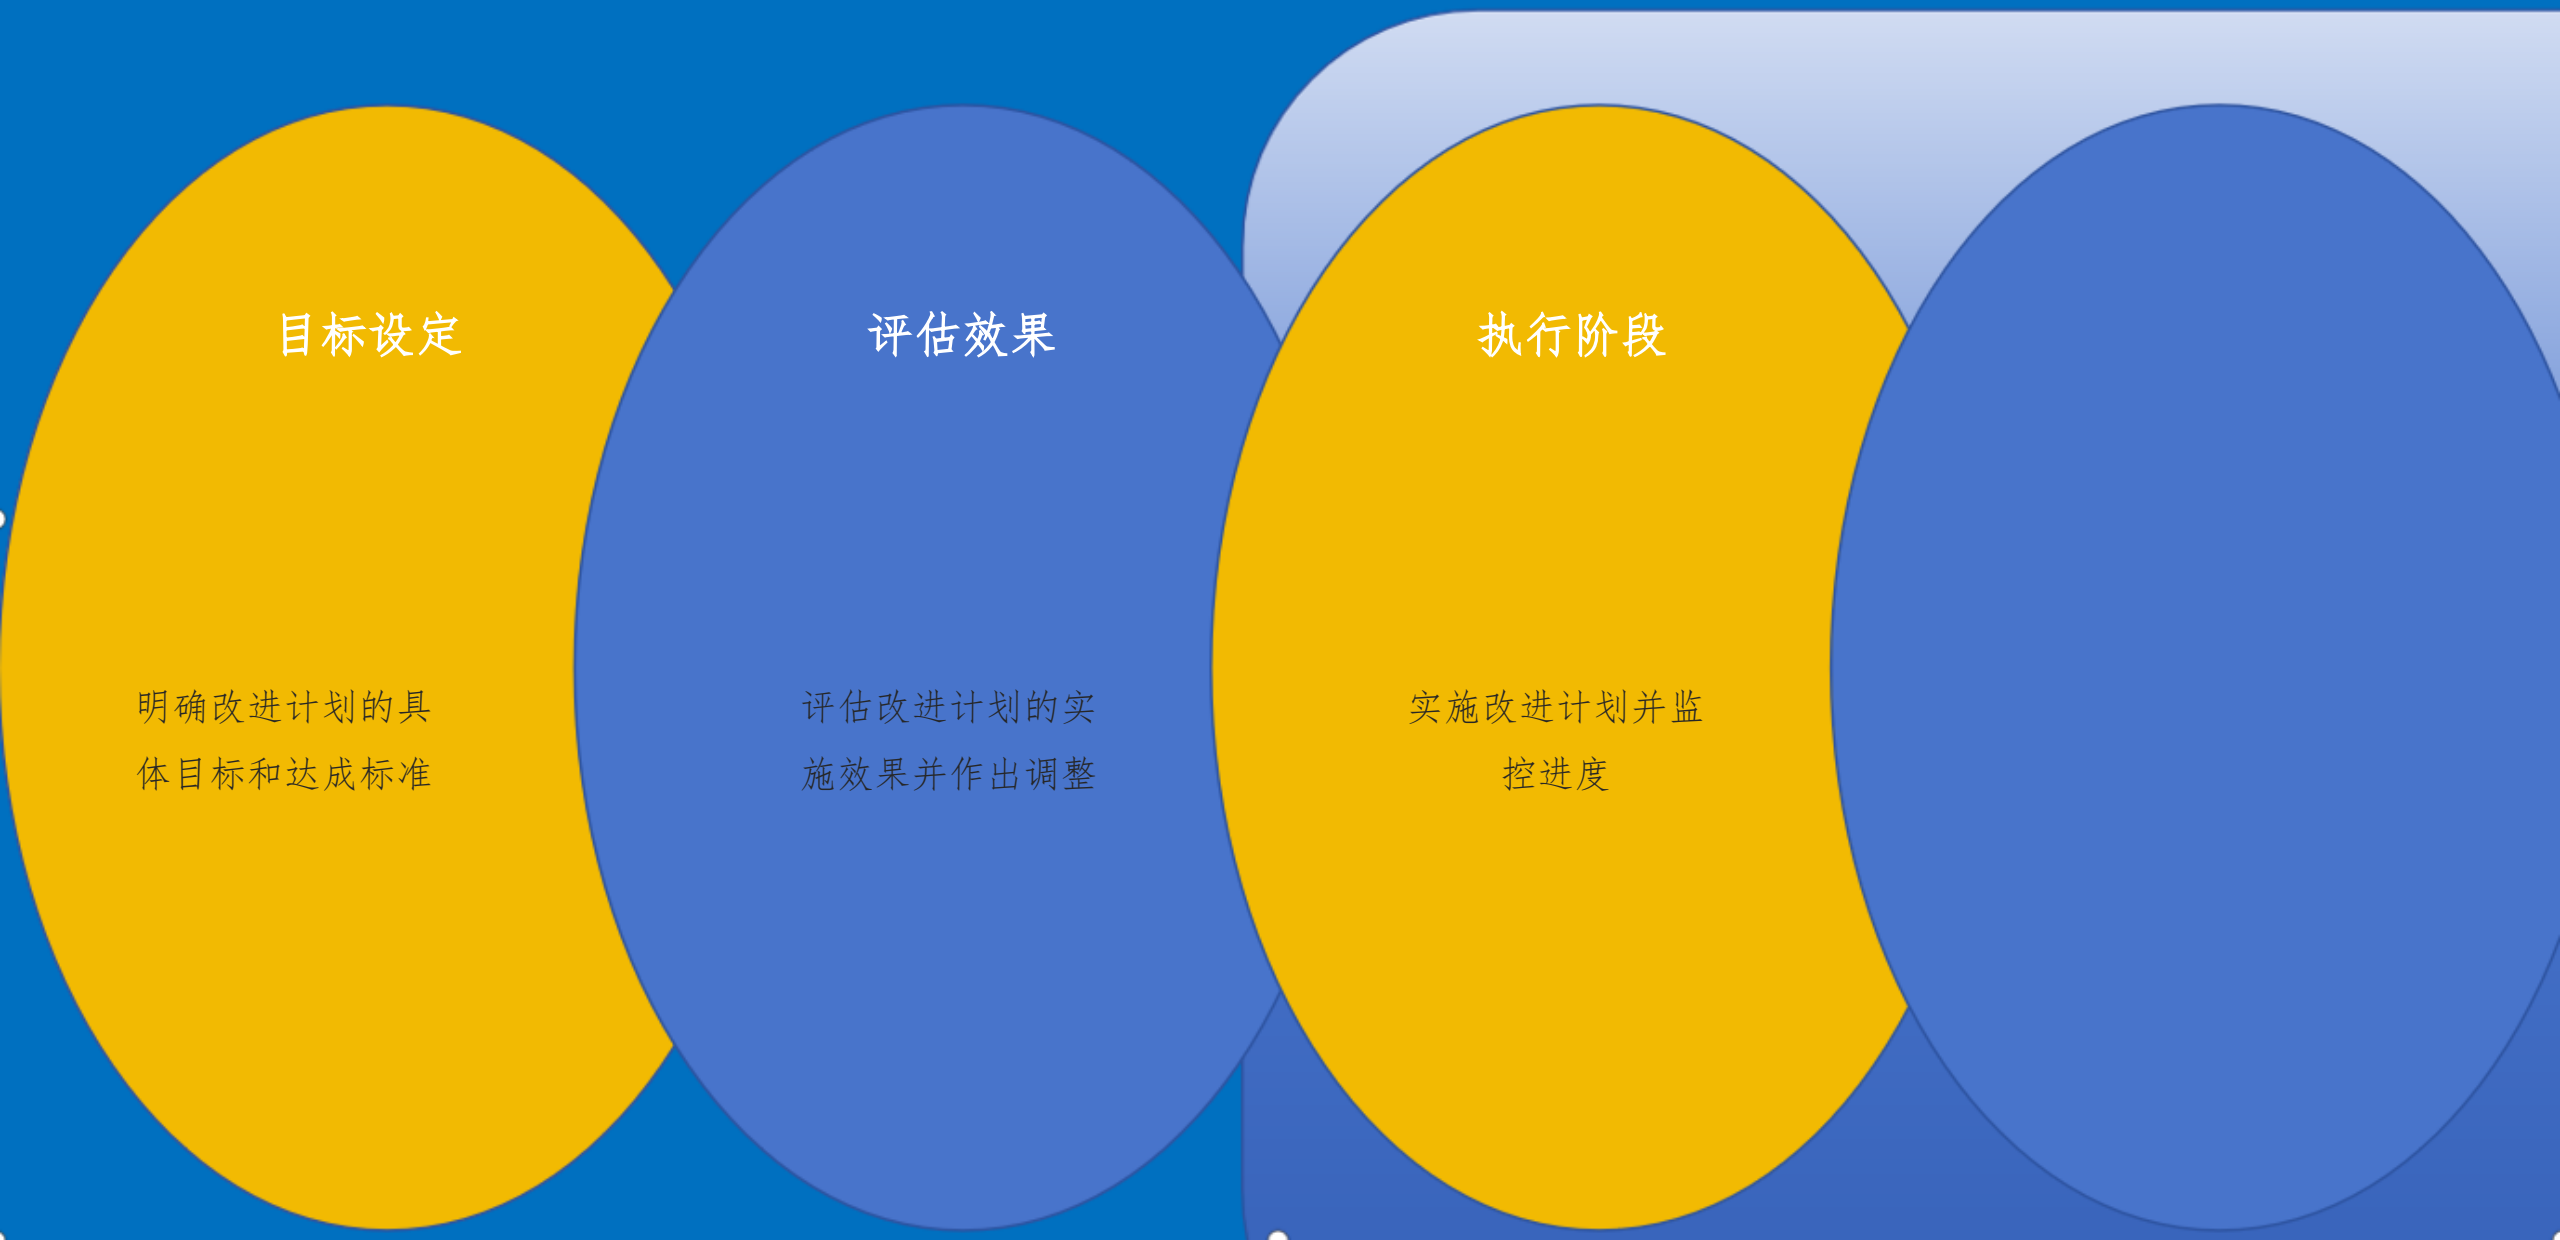 目标设定
明确改进计划的具
体目标和达成标准
评估效果
评估改进计划的实
施效果并作出调整
执行阶段
实施改进计划并监
控进度